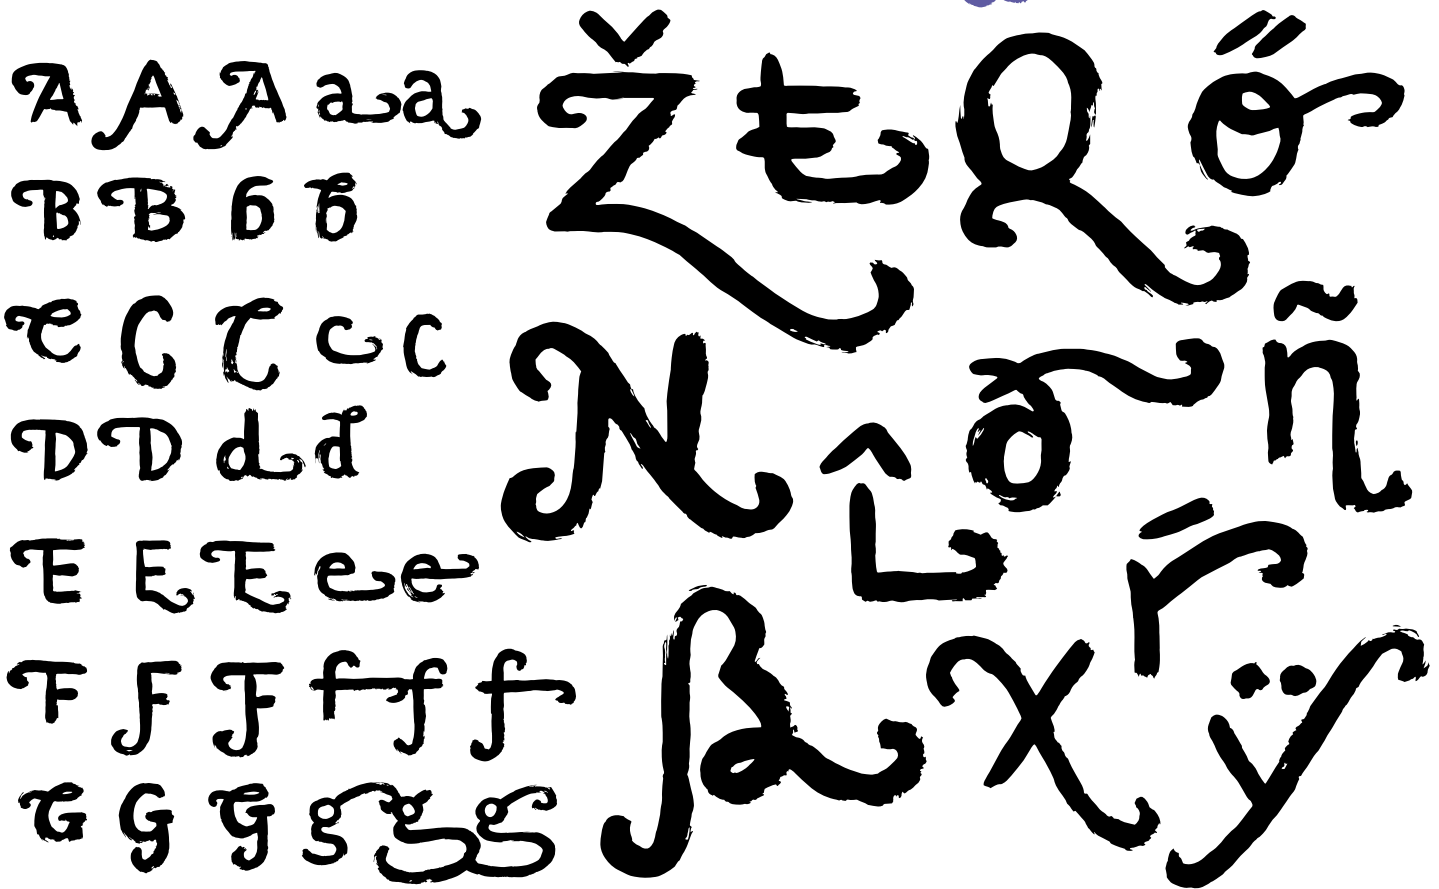 A A A a a
B B b b
C C C c c
D D d d
E E E e e
F F F f f f
G G G g g g
Ž ŧ Q ő
N ð ñ
Ḽ ŕ
ß x ÿ